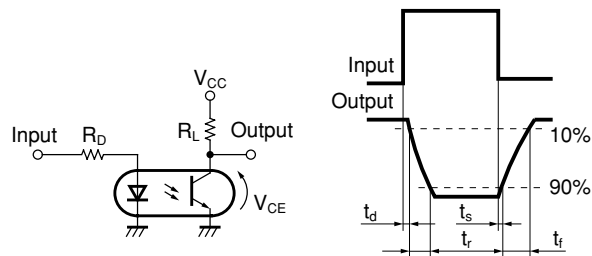 V_CC
Input R_D R_L Output
V_CE
Input
Output
10%
90%
t_d t_s
t_r t_f